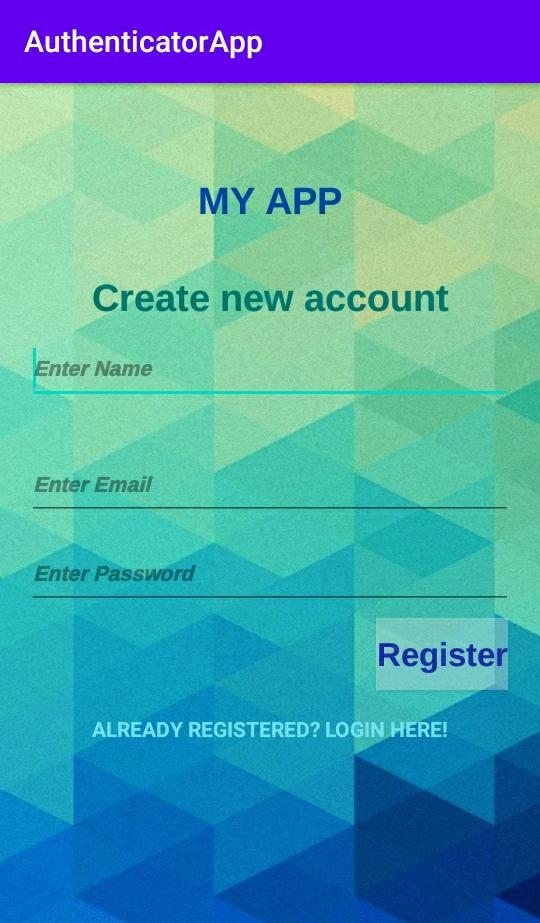 AuthenticatorApp
MY APP
Create new account
Enter Name
Enter Email
Enter Password
Register
ALREADY REGISTERED? LOGIN HERE!